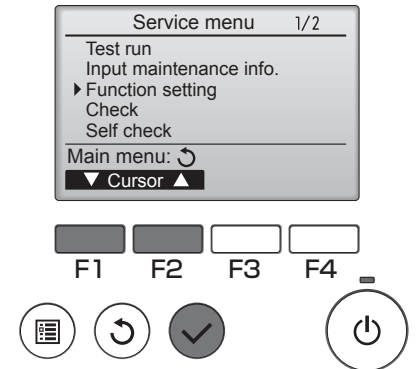 Service menu 1/2
Test run
Input maintenance info.
Function setting
Check
Self check
Main menu:
Cursor
F1 F2 F3 F4